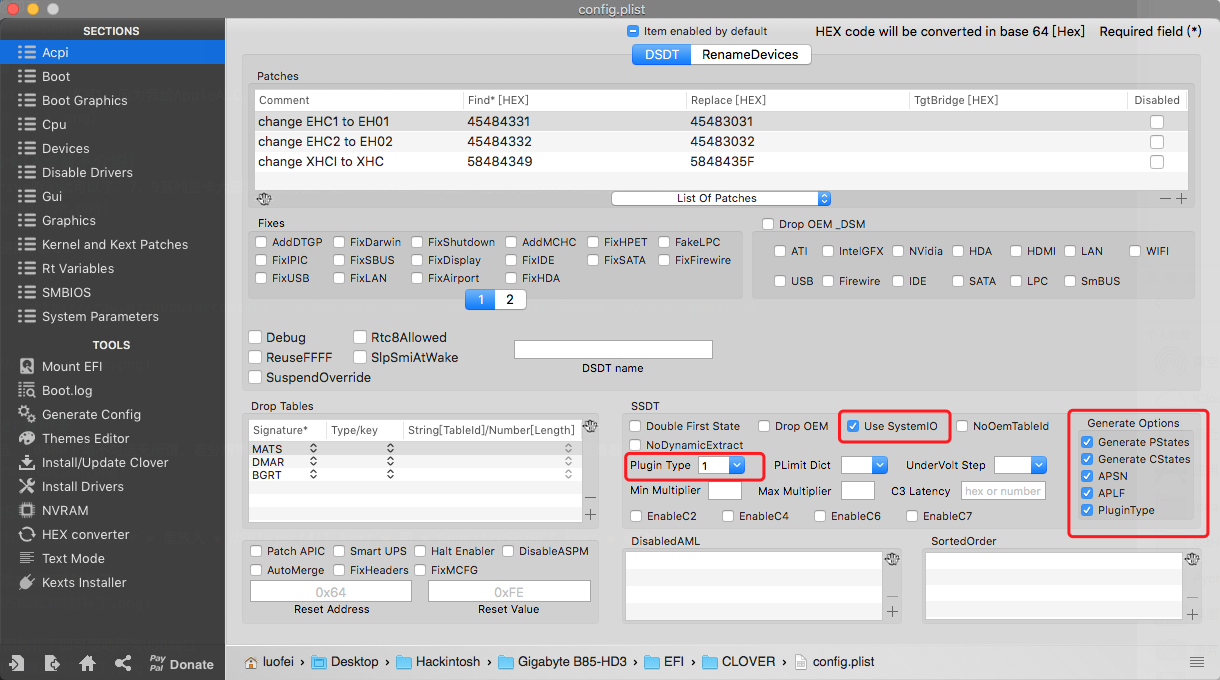 config.plist
SECTIONS
Acpi
Boot
Boot Graphics
Cpu
Devices
Disable Drivers
Gui
Graphics
Kernel and Kext Patches
Rt Variables
SMBIOS
System Parameters
TOOLS
Mount EFI
Boot.log
Generate Config
Themes Editor
Install/Update Clover
Install Drivers
NVRAM
HEX converter
Text Mode
Kexts Installer
Pay Pal Donate
Item enabled by default HEX code will be converted in base 64 [Hex] Required field (*)
DSDT RenameDevices
Patches
Comment Find* [HEX] Replace [HEX] TgtBridge [HEX] Disabled
change EHC1 to EH01 45484331 45483031
change EHC2 to EH02 45484332 45483032
change XHCI to XHC 58484349 5848435F
List Of Patches
Fixes
AddDTGP FixDarwin FixShutdown AddMCHC FixHPET FakeLPC
FixIPIC FixSBUS FixDisplay FixIDE FixSATA FixFirewire
FixUSB FixLAN FixAirport FixHDA
1 2
Drop OEM _DSM
ATI IntelGFX NVidia HDA HDMI LAN WIFI
USB Firewire IDE SATA LPC SmBUS
Debug Rtc8Allowed
ReuseFFFF SlpSmiAtWake
SuspendOverride
DSDT name
Drop Tables
Signature* Type/key String[TableId]/Number[Length]
MATS
DMAR
BGRT
SSDT
Double First State Drop OEM Use SystemIO NoOemTableId
NoDynamicExtract
Plugin Type 1 PLimit Dict UnderVolt Step
Min Multiplier Max Multiplier C3 Latency hex or number
EnableC2 EnableC4 EnableC6 EnableC7
Generate Options
Generate PStates
Generate CStates
APSN
APLF
PluginType
Patch APIC Smart UPS Halt Enabler DisableASPM
AutoMerge FixHeaders FixMCFG
0x64 0xFE
Reset Address Reset Value
DisabledAML
SortedOrder
luofei › Desktop › Hackintosh › Gigabyte B85-HD3 › EFI › CLOVER › config.plist